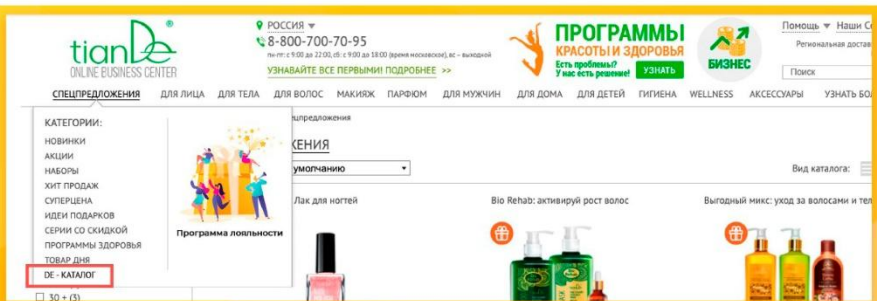 tianDe®
ONLINE BUSINESS CENTER
РОССИЯ
8-800-700-70-95
пн-пт: с 9:00 до 22:00, сб: с 9:00 до 18:00 (время московское), вс – выходной
УЗНАВАЙТЕ ВСЕ ПЕРВЫМИ! ПОДРОБНЕЕ >>
ПРОГРАММЫ
КРАСОТЫ И ЗДОРОВЬЯ
Есть проблемы?
У нас есть решение!
УЗНАТЬ
БИЗНЕС
Помощь Наши Се
Региональная достав
Поиск
СПЕЦПРЕДЛОЖЕНИЯ ДЛЯ ЛИЦА ДЛЯ ТЕЛА ДЛЯ ВОЛОС МАКИЯЖ ПАРФЮМ ДЛЯ МУЖЧИН ДЛЯ ДОМА ДЛЯ ДЕТЕЙ ГИГИЕНА WELLNESS АКСЕССУАРЫ УЗНАТЬ БОЛ
КАТЕГОРИИ:
НОВИНКИ
АКЦИИ
НАБОРЫ
ХИТ ПРОДАЖ
СУПЕРЦЕНА
ИДЕИ ПОДАРКОВ
СЕРИИ СО СКИДКОЙ
ПРОГРАММЫ ЗДОРОВЬЯ
ТОВАР ДНЯ
DE - КАТАЛОГ
30 + (3)
Программа лояльности
ецпредложения
ЖЕНИЯ
умолчанию
Вид каталога:
Лак для ногтей
Bio Rehab: активируй рост волос
Выгодный микс: уход за волосами и тел